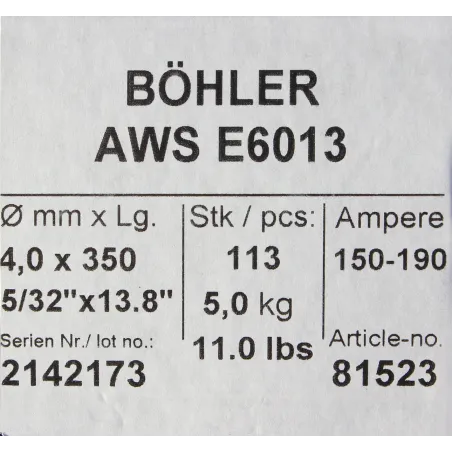 BÖHLER
AWS E6013
Ø mm x Lg.
4,0 x 350
5/32"x13.8"
Serien Nr./ lot no.:
2142173
Stk / pcs:
113
5,0 kg
11.0 lbs
Ampere
150-190
Article-no.
81523